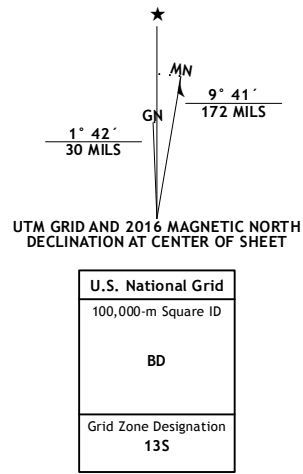 MN
GN
9° 41´
172 MILS
1° 42´
30 MILS
UTM GRID AND 2016 MAGNETIC NORTH
DECLINATION AT CENTER OF SHEET
U.S. National Grid
100,000-m Square ID
BD
Grid Zone Designation
13S